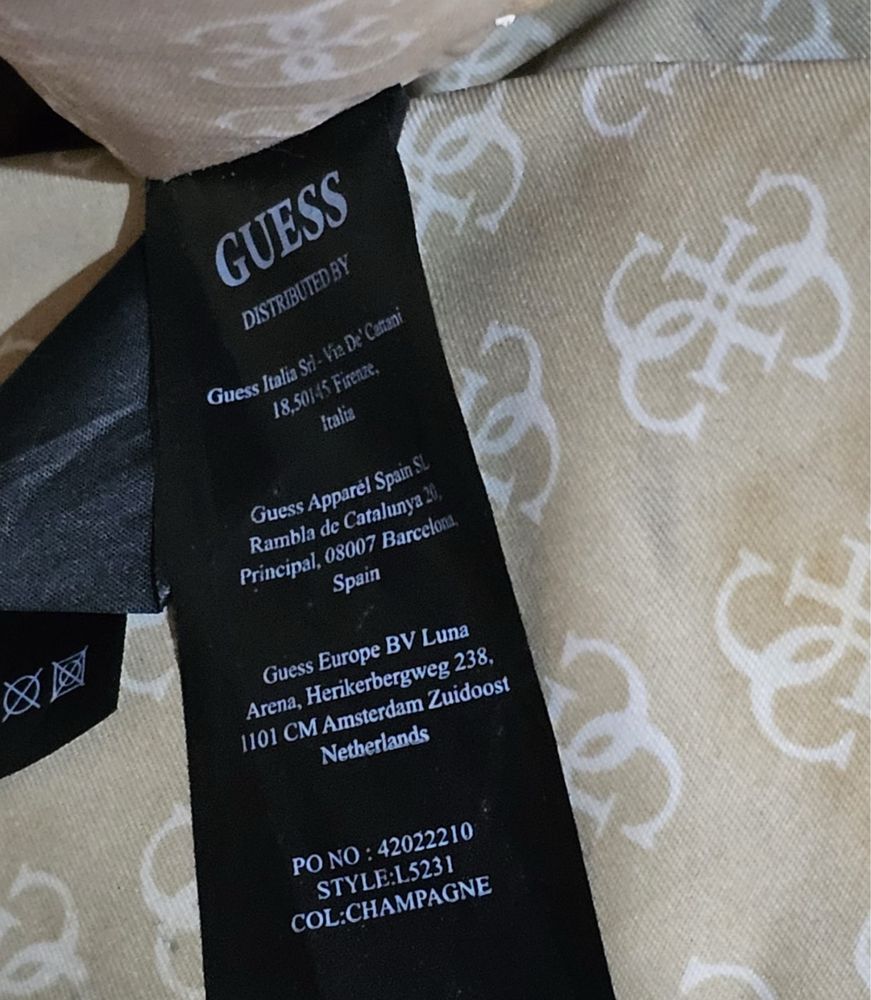 GUESS
DISTRIBUTED BY
Guess Italia Srl - Via De' Cattani
18,50145 Firenze,
Italia
Guess Apparel Spain SL
Rambla de Catalunya 20,
Principal, 08007 Barcelona,
Spain
Guess Europe BV Luna
Arena, Herikerbergweg 238,
1101 CM Amsterdam Zuidoost
Netherlands
PO NO : 42022210
STYLE:L5231
COL:CHAMPAGNE